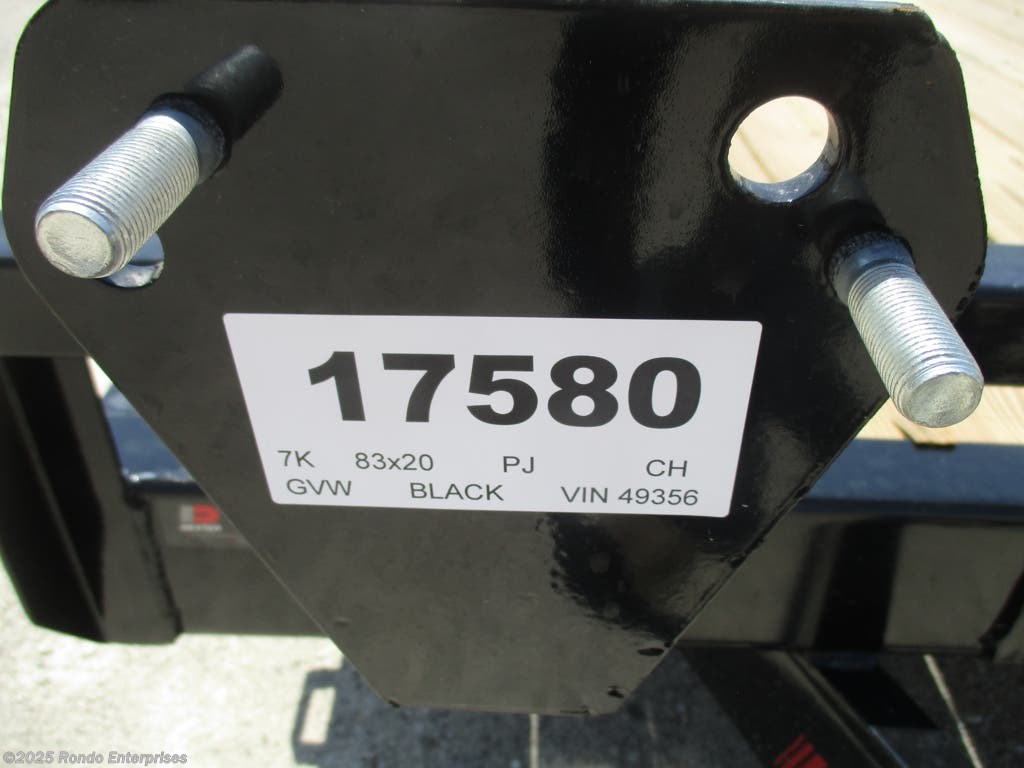 17580
7K 83x20 PJ CH
GVW BLACK VIN 49356
©2025 Rondo Enterprises